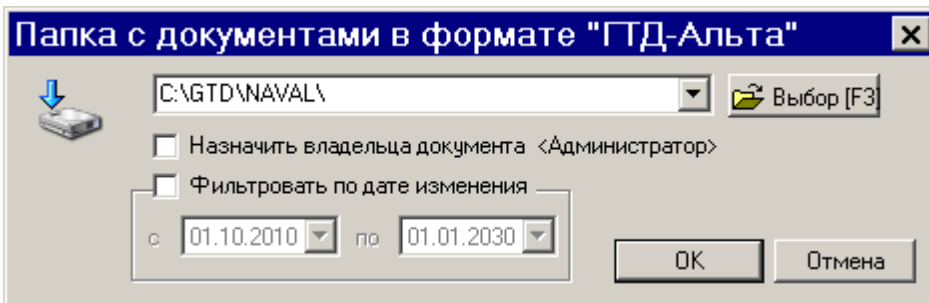 Папка с документами в формате "ГТД-Альта"
C:\GTD\NAVAL\
Выбор [F3]
Назначить владельца документа <Администратор>
Фильтровать по дате изменения
с 01.10.2010 по 01.01.2030
OK Отмена